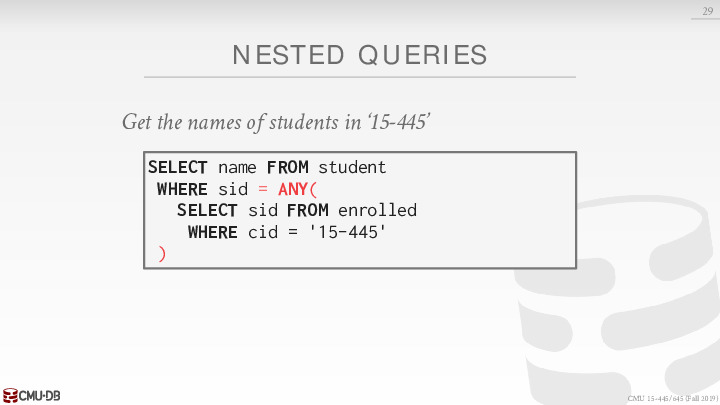 29
NESTED QUERIES
Get the names of students in ‘15-445’
SELECT name FROM student
WHERE sid = ANY(
SELECT sid FROM enrolled
WHERE cid = '15-445'
)
CMU·DB
CMU 15-445/645 (Fall 2019)